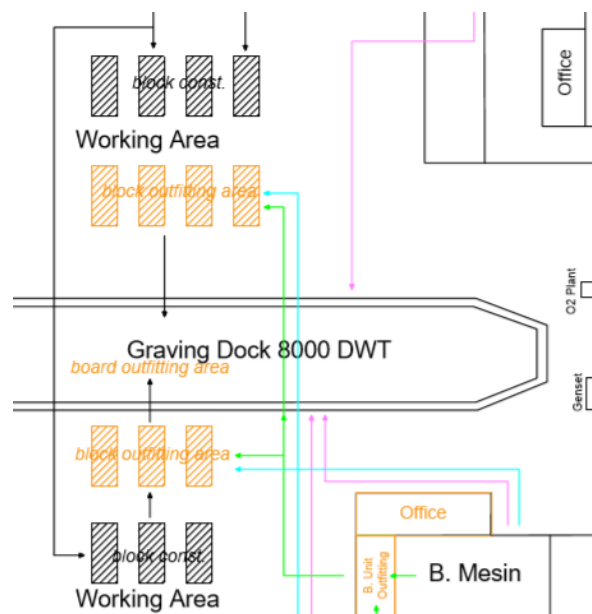 block const.
Office
Working Area
block outfitting area
O2 Plant
Graving Dock 8000 DWT
board outfitting area
Genset
block ourfitting area
Office
block const.
B. Unit
Outfitting
B. Mesin
Working Area